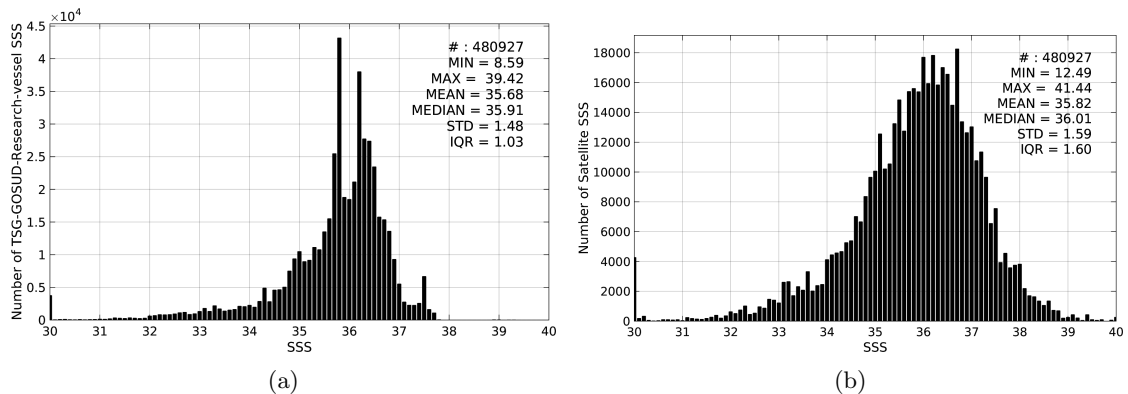 ×10⁴
4.5
4
3.5
3
2.5
2
1.5
1
0.5
0
Number of TSG-GOSUD-Research-vessel SSS
# : 480927
MIN = 8.59
MAX = 39.42
MEAN = 35.68
MEDIAN = 35.91
STD = 1.48
IQR = 1.03
30 31 32 33 34 35 36 37 38 39 40
SSS
(a)
18000
16000
14000
12000
10000
8000
6000
4000
2000
0
Number of Satellite SSS
# : 480927
MIN = 12.49
MAX = 41.44
MEAN = 35.82
MEDIAN = 36.01
STD = 1.59
IQR = 1.60
30 31 32 33 34 35 36 37 38 39 40
SSS
(b)